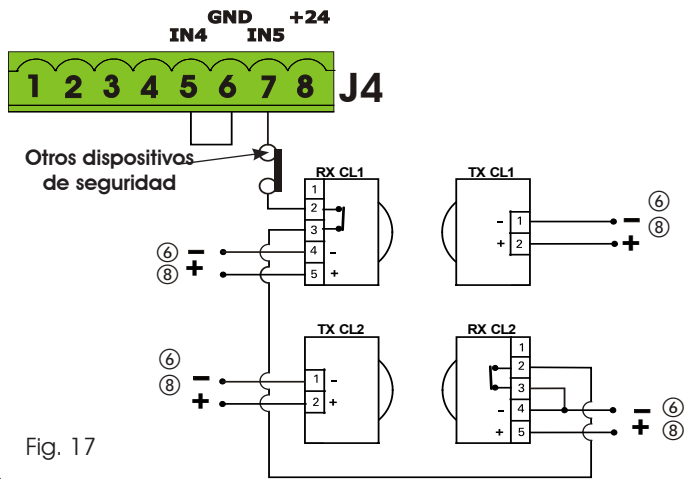 GND +24
IN4 IN5
1 2 3 4 5 6 7 8 J4
Otros dispositivos
de seguridad
RX CL1
1
2
3
4 -
5 +
⑥ -
⑧ +
TX CL1
- 1
+ 2
- ⑥
+ ⑧
TX CL2
1 -
2 +
⑥ -
⑧ +
RX CL2
1
2
3
- 4
+ 5
- ⑥
+ ⑧
Fig. 17